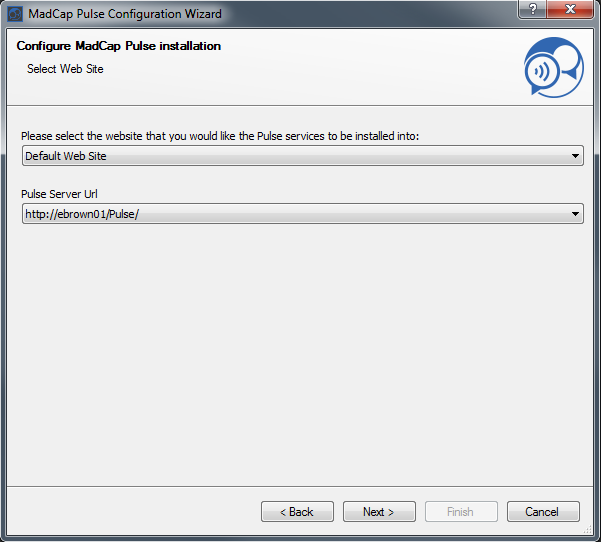 MadCap Pulse Configuration Wizard
Configure MadCap Pulse installation
Select Web Site
Please select the website that you would like the Pulse services to be installed into:
Default Web Site
Pulse Server Url
http://ebrown01/Pulse/
< Back Next > Finish Cancel